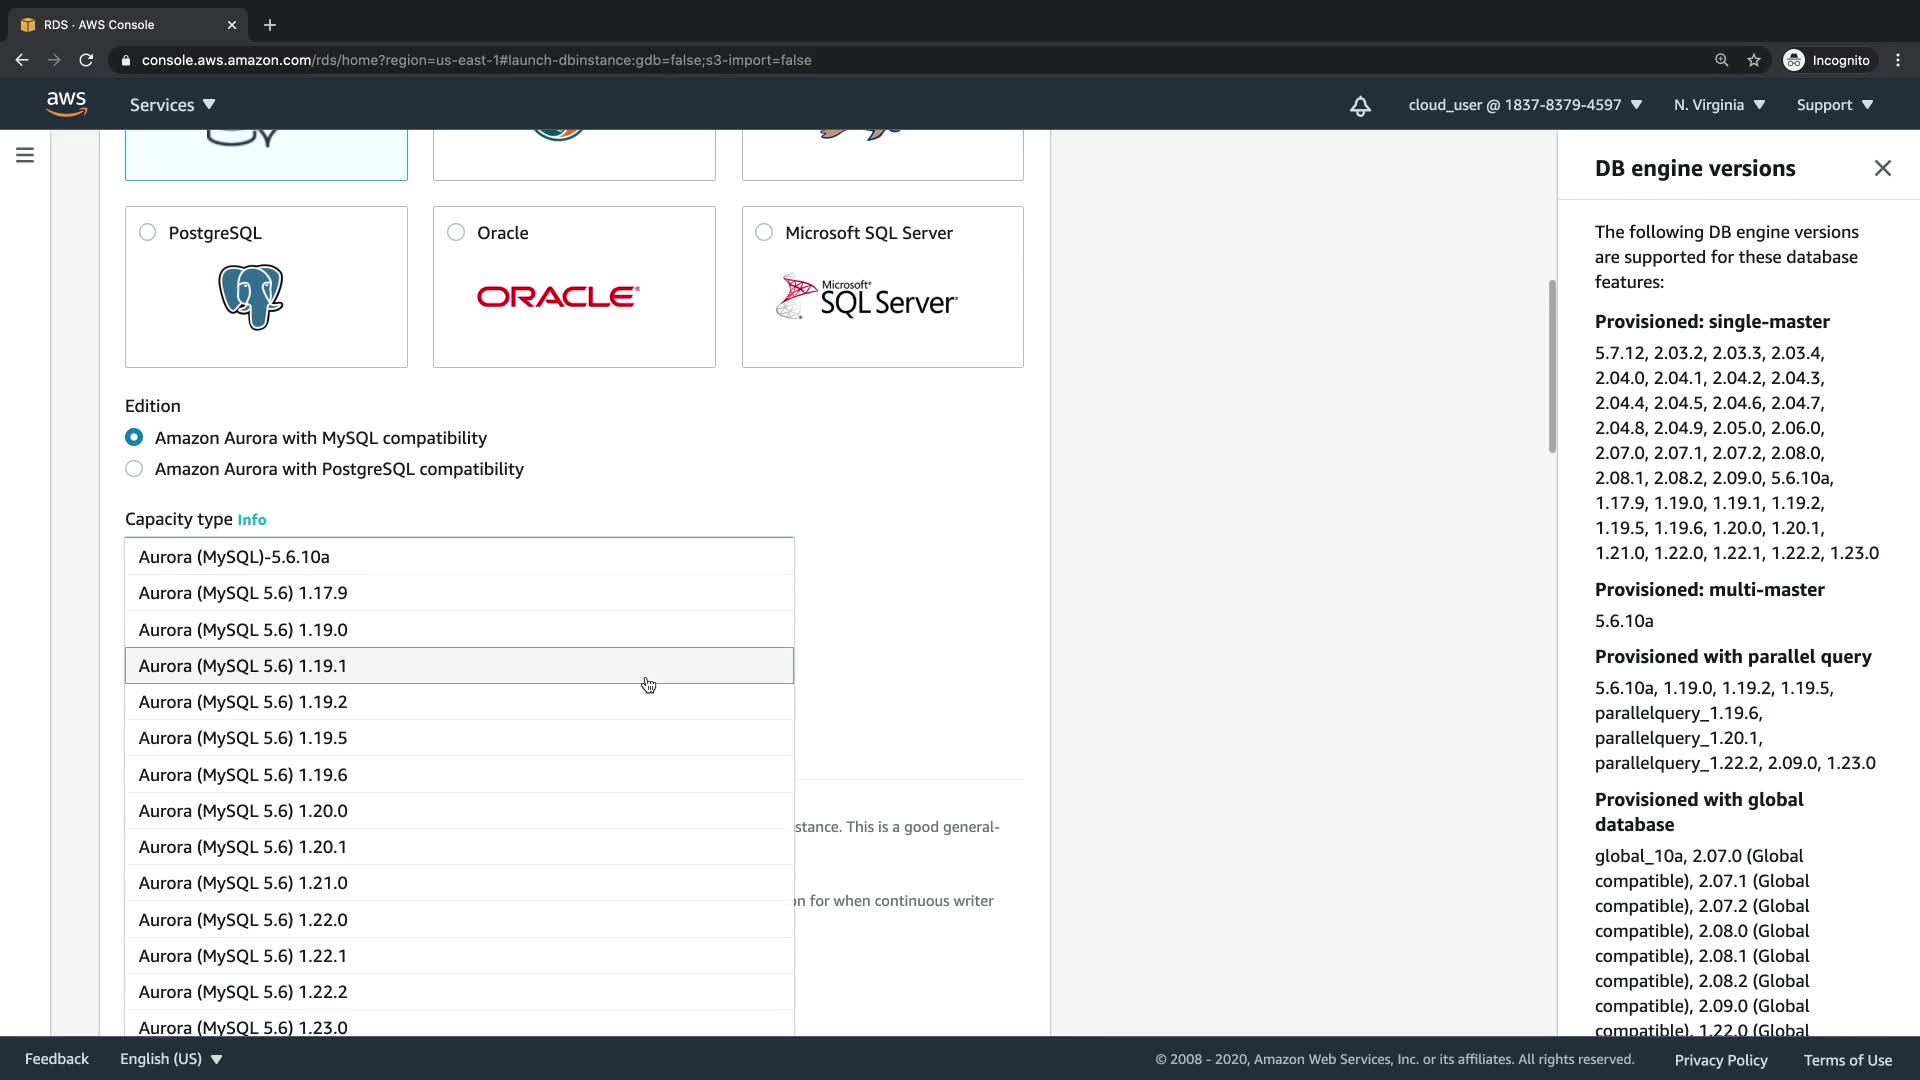 RDS · AWS Console
console.aws.amazon.com/rds/home?region=us-east-1#launch-dbinstance:gdb=false;s3-import=false
Incognito
aws
Services
cloud_user @ 1837-8379-4597
N. Virginia
Support
PostgreSQL
Oracle
ORACLE
Microsoft SQL Server
Microsoft
SQL Server
Edition
Amazon Aurora with MySQL compatibility
Amazon Aurora with PostgreSQL compatibility
Capacity type Info
Aurora (MySQL)-5.6.10a
Aurora (MySQL 5.6) 1.17.9
Aurora (MySQL 5.6) 1.19.0
Aurora (MySQL 5.6) 1.19.1
Aurora (MySQL 5.6) 1.19.2
Aurora (MySQL 5.6) 1.19.5
Aurora (MySQL 5.6) 1.19.6
Aurora (MySQL 5.6) 1.20.0
Aurora (MySQL 5.6) 1.20.1
Aurora (MySQL 5.6) 1.21.0
Aurora (MySQL 5.6) 1.22.0
Aurora (MySQL 5.6) 1.22.1
Aurora (MySQL 5.6) 1.22.2
Aurora (MySQL 5.6) 1.23.0
stance. This is a good general-
on for when continuous writer
DB engine versions
The following DB engine versions
are supported for these database
features:
Provisioned: single-master
5.7.12, 2.03.2, 2.03.3, 2.03.4,
2.04.0, 2.04.1, 2.04.2, 2.04.3,
2.04.4, 2.04.5, 2.04.6, 2.04.7,
2.04.8, 2.04.9, 2.05.0, 2.06.0,
2.07.0, 2.07.1, 2.07.2, 2.08.0,
2.08.1, 2.08.2, 2.09.0, 5.6.10a,
1.17.9, 1.19.0, 1.19.1, 1.19.2,
1.19.5, 1.19.6, 1.20.0, 1.20.1,
1.21.0, 1.22.0, 1.22.1, 1.22.2, 1.23.0
Provisioned: multi-master
5.6.10a
Provisioned with parallel query
5.6.10a, 1.19.0, 1.19.2, 1.19.5,
parallelquery_1.19.6,
parallelquery_1.20.1,
parallelquery_1.22.2, 2.09.0, 1.23.0
Provisioned with global
database
global_10a, 2.07.0 (Global
compatible), 2.07.1 (Global
compatible), 2.07.2 (Global
compatible), 2.08.0 (Global
compatible), 2.08.1 (Global
compatible), 2.08.2 (Global
compatible), 2.09.0 (Global
compatible), 1.22.0 (Global
Feedback
English (US)
© 2008 - 2020, Amazon Web Services, Inc. or its affiliates. All rights reserved.
Privacy Policy
Terms of Use